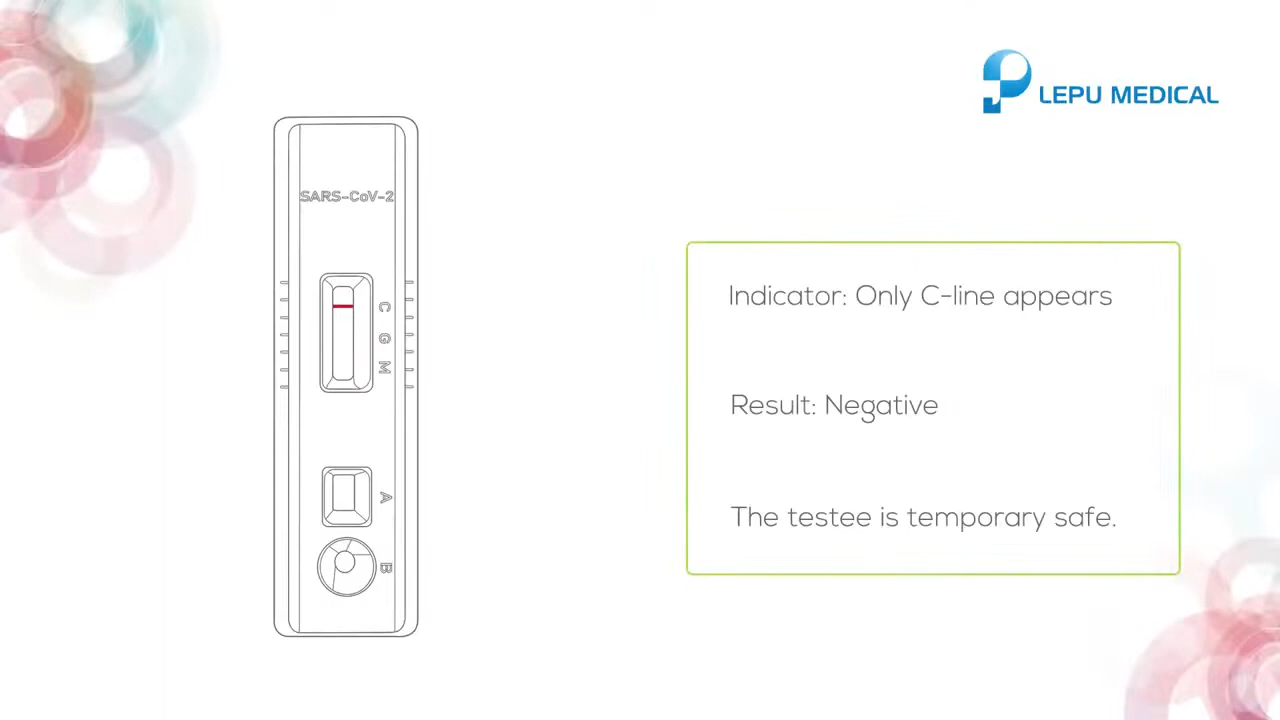 LEPU MEDICAL
SARS-CoV-2
C
G
M
A
B
Indicator: Only C-line appears
Result: Negative
The testee is temporary safe.